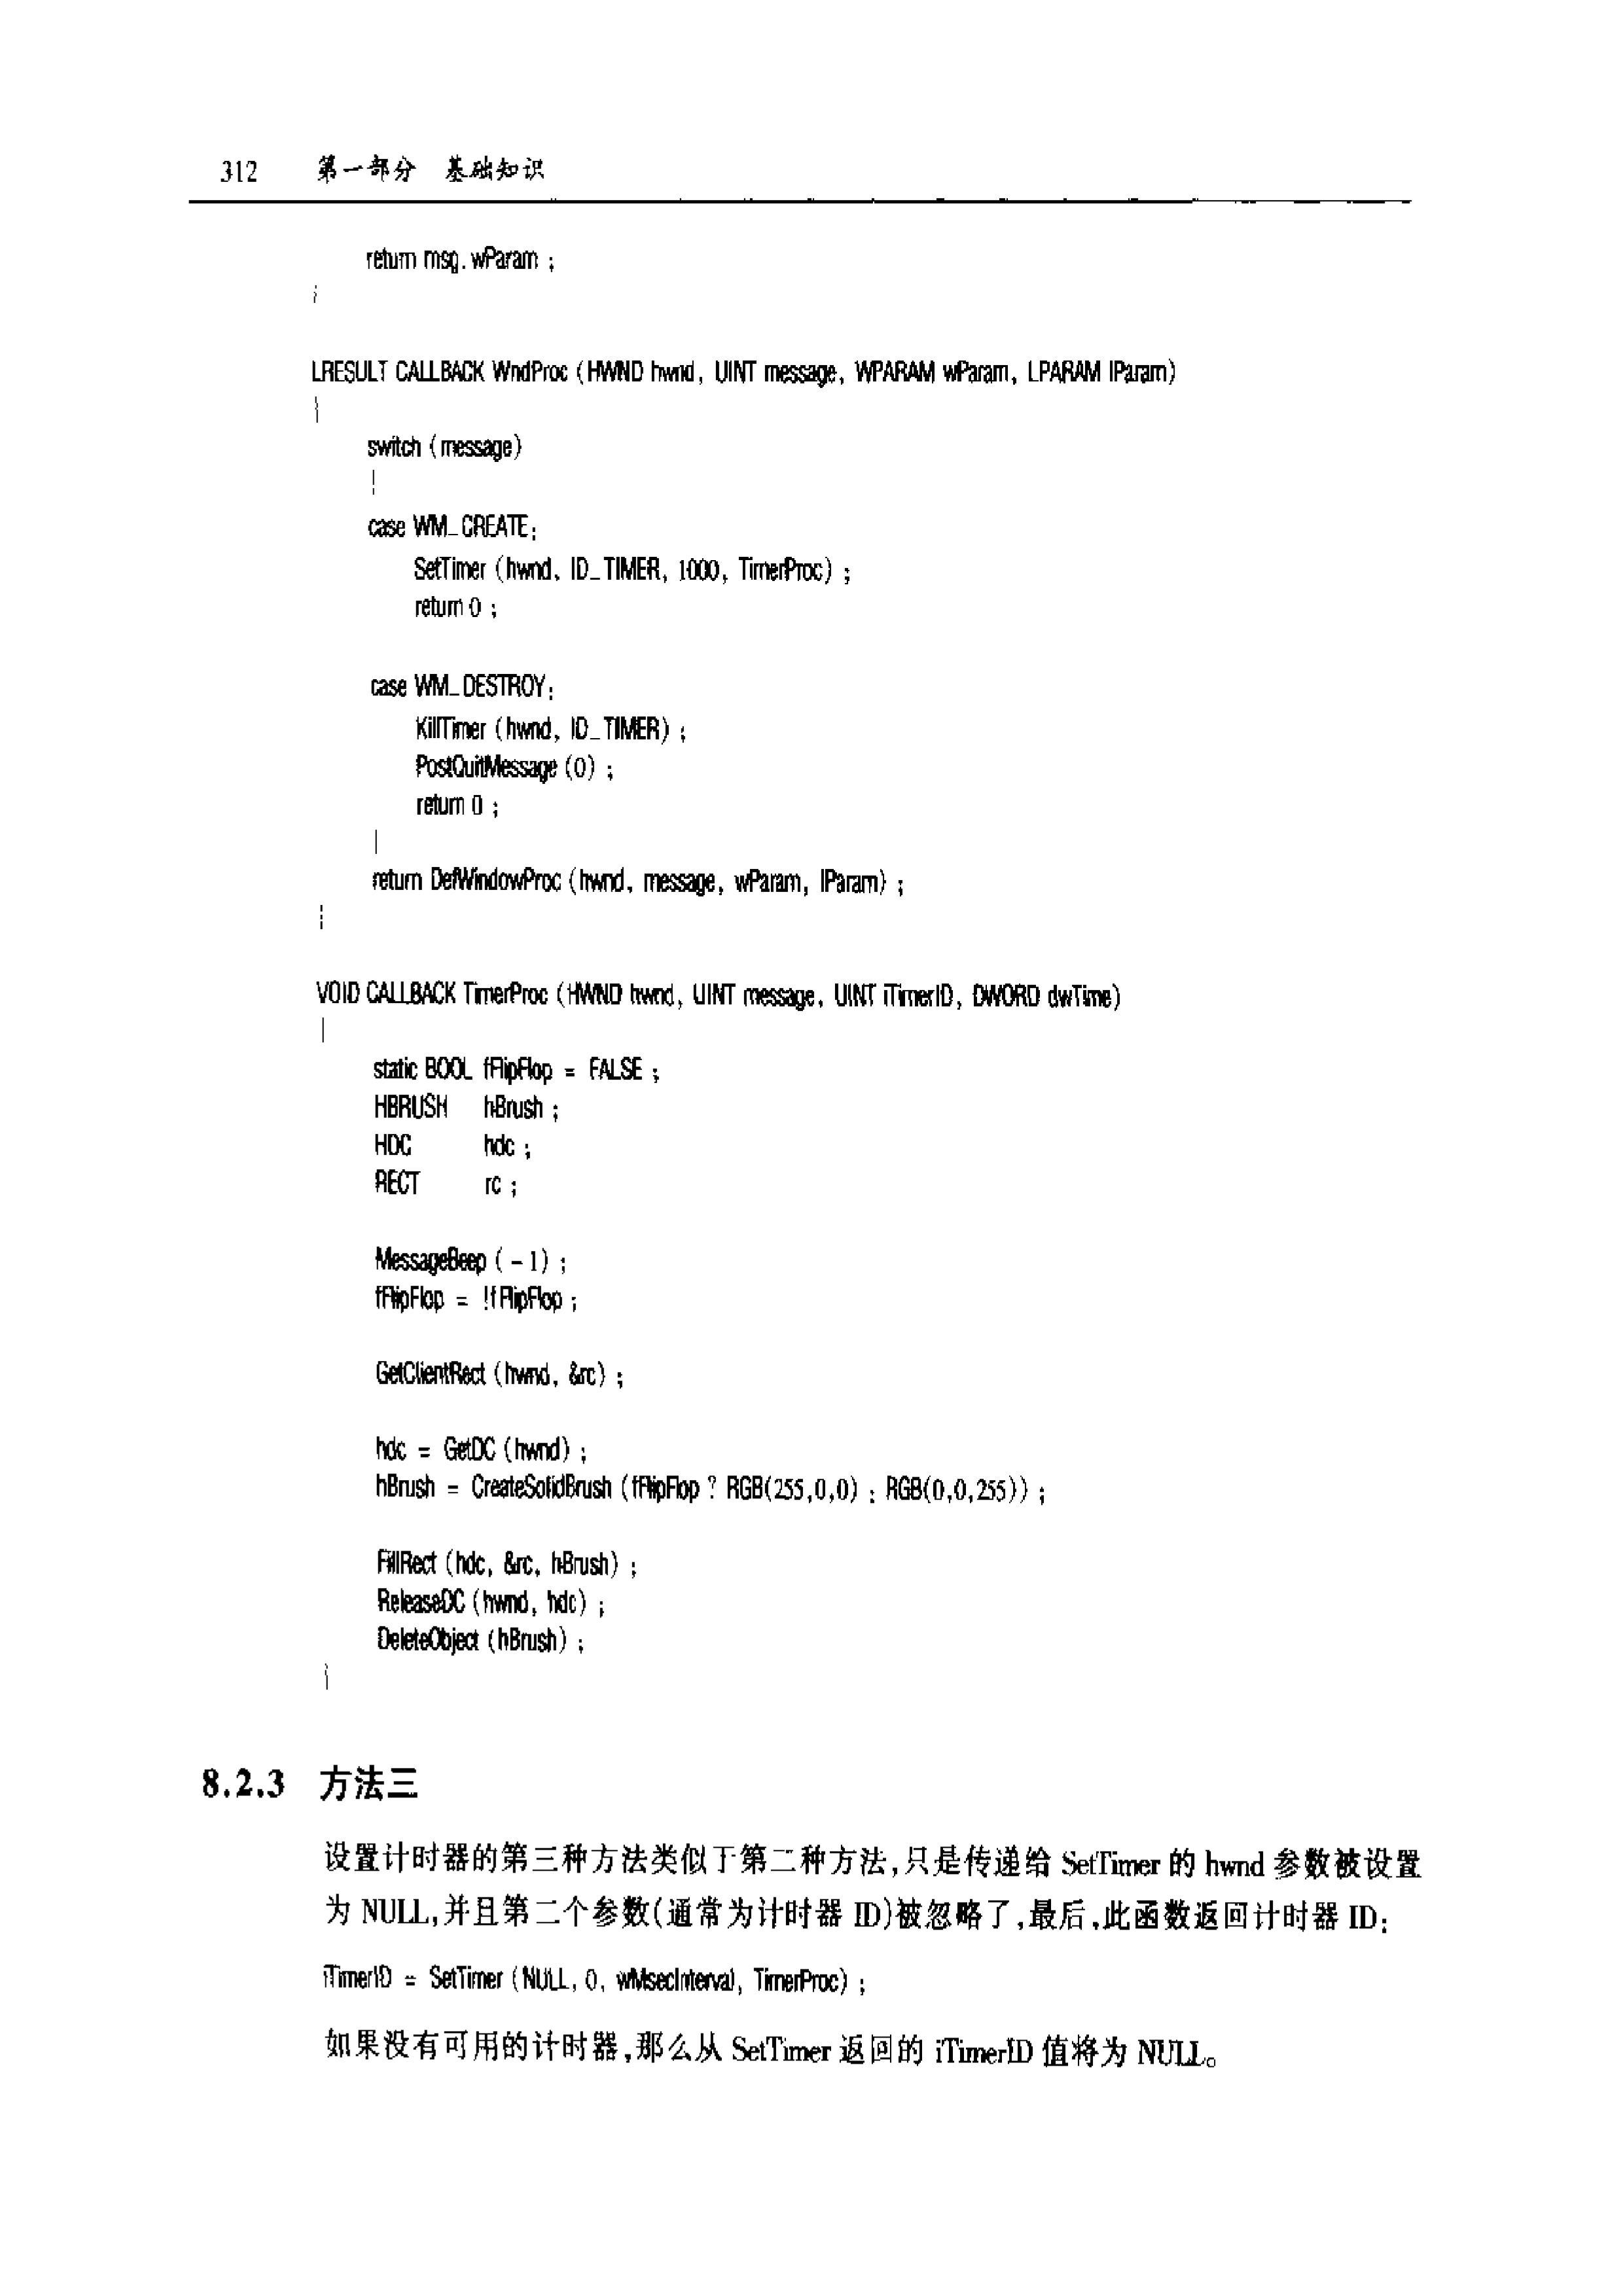 312 第一部分 基础知识
return msg.wParam ;
}
LRESULT CALLBACK WndProc (HWND hwnd, UINT message, WPARAM wParam, LPARAM lParam)
{
switch (message)
{
case WM_CREATE:
SetTimer (hwnd, ID_TIMER, 1000, TimerProc) ;
return 0 ;
case WM_DESTROY:
KillTimer (hwnd, ID_TIMER) ;
PostQuitMessage (0) ;
return 0 ;
}
return DefWindowProc (hwnd, message, wParam, lParam) ;
}
VOID CALLBACK TimerProc (HWND hwnd, UINT message, UINT iTimerID, DWORD dwTime)
{
static BOOL fFlipFlop = FALSE ;
HBRUSH hBrush ;
HDC hdc ;
RECT rc ;
MessageBeep ( -1) ;
fFlipFlop = !fFlipFlop ;
GetClientRect (hwnd, &rc) ;
hdc = GetDC (hwnd) ;
hBrush = CreateSolidBrush (fFlipFlop ? RGB(255,0,0) : RGB(0,0,255)) ;
FillRect (hdc, &rc, hBrush) ;
ReleaseDC (hwnd, hdc) ;
DeleteObject (hBrush) ;
}
8.2.3 方法三
设置计时器的第三种方法类似于第二种方法,只是传递给 SetTimer 的 hwnd 参数被设置
为 NULL,并且第二个参数(通常为计时器 ID)被忽略了,最后,此函数返回计时器 ID:
iTimerID = SetTimer (NULL, 0, wMsecInterval, TimerProc) ;
如果没有可用的计时器,那么从 SetTimer 返回的 iTimerID 值将为 NULL。